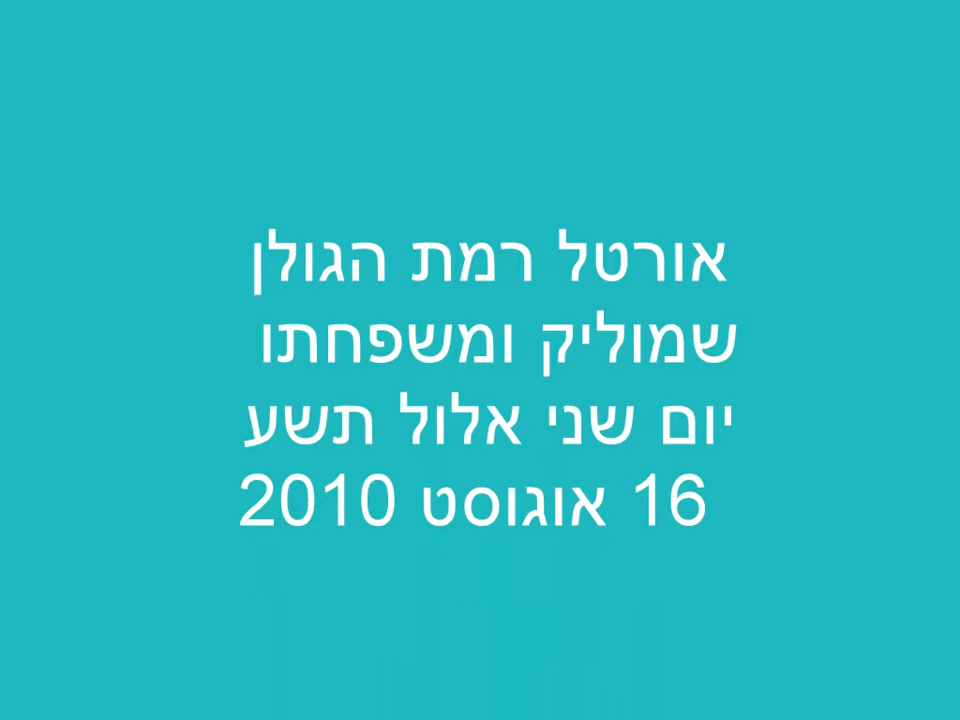 אורטל רמת הגולן
שמוליק ומשפחתו
יום שני אלול תשע
16 אוגוסט 2010